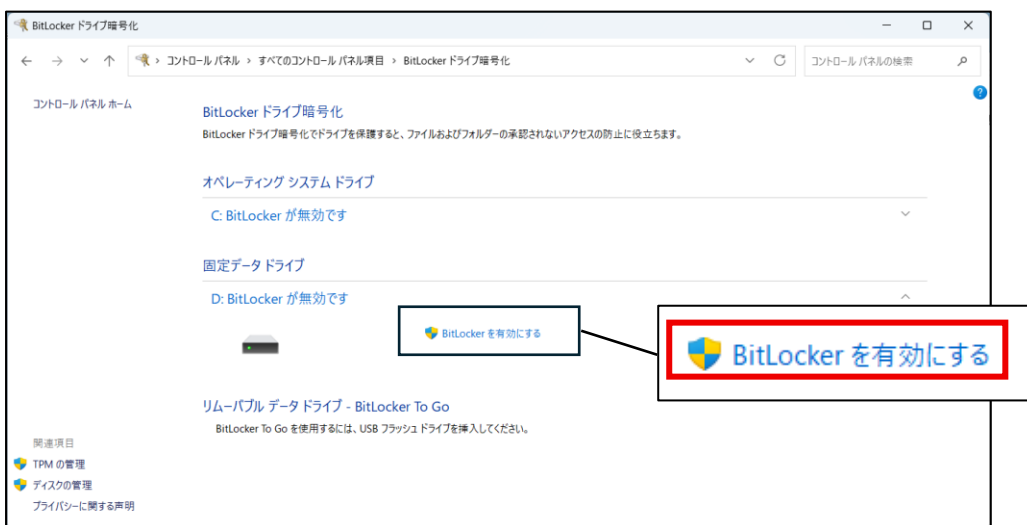 BitLocker ドライブ暗号化
コントロール パネル › すべてのコントロール パネル項目 › BitLocker ドライブ暗号化
コントロール パネルの検索
コントロール パネル ホーム
BitLocker ドライブ暗号化
BitLocker ドライブ暗号化でドライブを保護すると、ファイルおよびフォルダーの承認されないアクセスの防止に役立ちます。
オペレーティング システム ドライブ
C: BitLocker が無効です
固定データ ドライブ
D: BitLocker が無効です
BitLocker を有効にする
BitLocker を有効にする
リムーバブル データ ドライブ - BitLocker To Go
BitLocker To Go を使用するには、USB フラッシュ ドライブを挿入してください。
関連項目
TPM の管理
ディスクの管理
プライバシーに関する声明